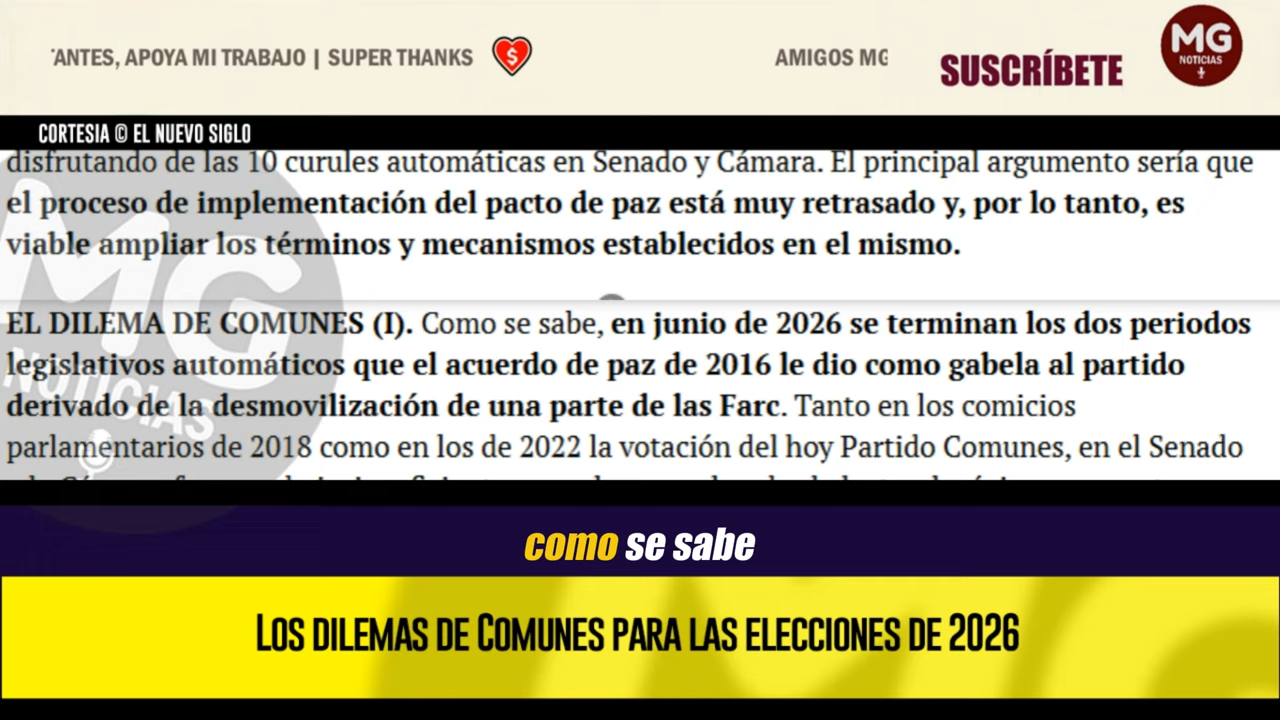 'ANTES, APOYA MI TRABAJO | SUPER THANKS
AMIGOS MG
SUSCRÍBETE
MG
NOTICIAS
CORTESIA © EL NUEVO SIGLO
disfrutando de las 10 curules automáticas en Senado y Cámara. El principal argumento sería que
el proceso de implementación del pacto de paz está muy retrasado y, por lo tanto, es
viable ampliar los términos y mecanismos establecidos en el mismo.
EL DILEMA DE COMUNES (I). Como se sabe, en junio de 2026 se terminan los dos periodos
legislativos automáticos que el acuerdo de paz de 2016 le dio como gabela al partido
derivado de la desmovilización de una parte de las Farc. Tanto en los comicios
parlamentarios de 2018 como en los de 2022 la votación del hoy Partido Comunes, en el Senado
MG
NOTICIAS
como se sabe
LOS DILEMAS DE COMUNES PARA LAS ELECCIONES DE 2026